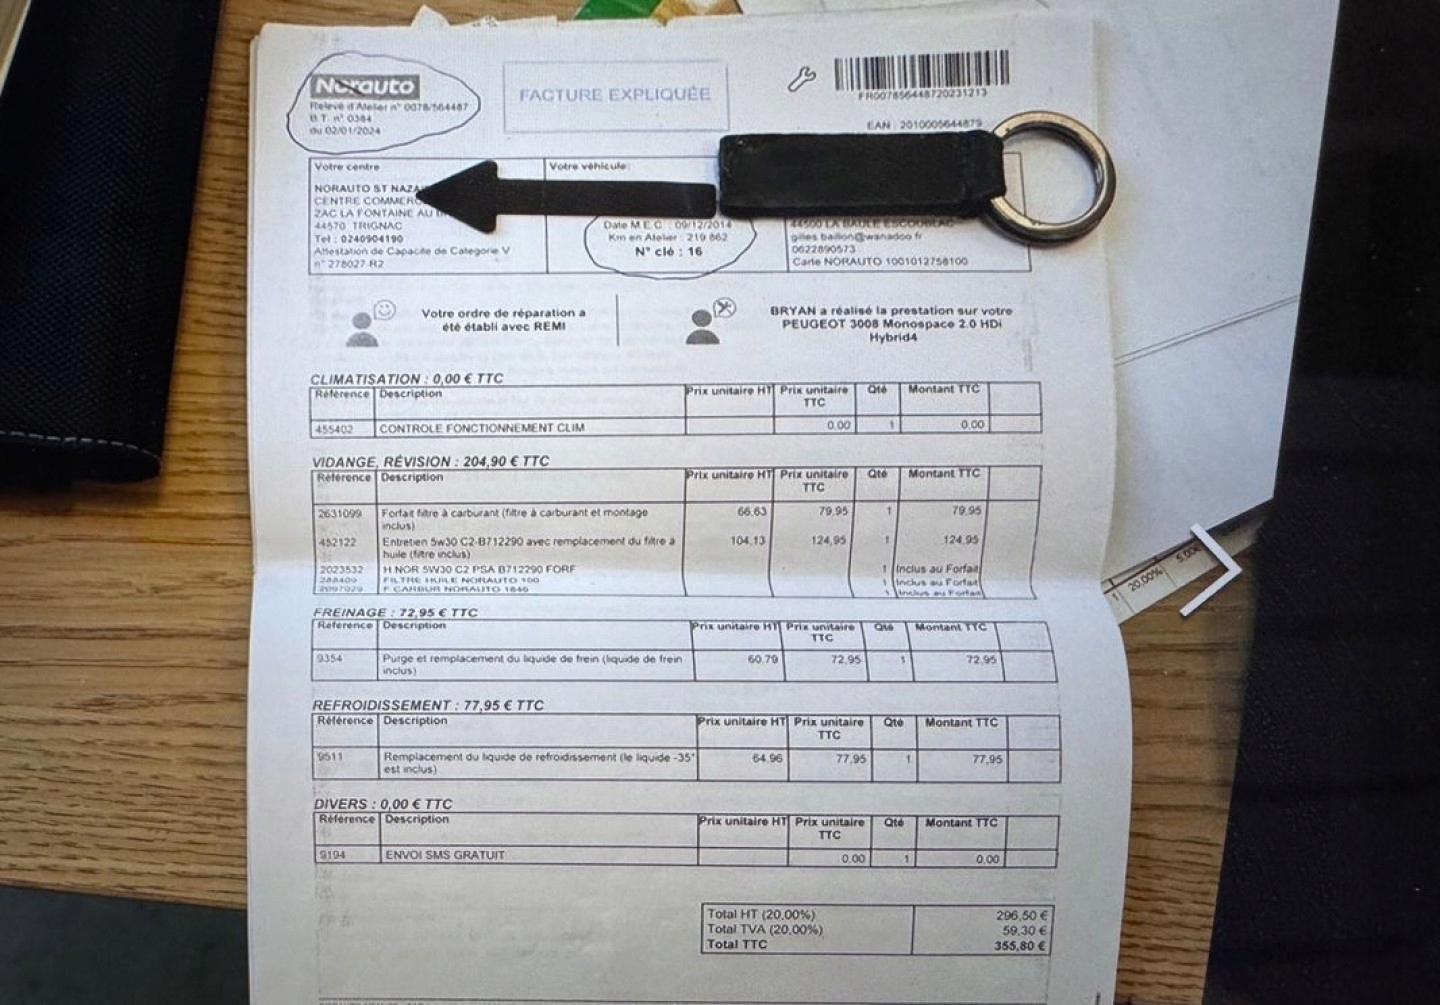 Norauto
Relevé d'Atelier n° 0078/564487
B.T. n° 0384
du 02/01/2024
FACTURE EXPLIQUÉE
FR007856448720231213
EAN : 2010005644879
Votre centre
Votre véhicule:
NORAUTO ST
CENTRE
ZAC LA FONTAINE AU
44570 TRIGNAC
Tel : 0240904190
Attestation de Capacité de Categorie V
n° 278027-R2
Date M.E.C : 09/12/2014
Km en Atelier : 219 862
N° clé : 16
44500 LA BAULE ESCOUBLAC
gilles.baillon@wanadoo.fr
0622890573
Carte NORAUTO 1001012758100
Votre ordre de réparation a
été établi avec REMI
BRYAN a réalisé la prestation sur votre
PEUGEOT 3008 Monospace 2.0 HDi
Hybrid4
CLIMATISATION : 0,00 € TTC
Référence Description Prix unitaire HT Prix unitaire TTC Qté Montant TTC
455402 CONTROLE FONCTIONNEMENT CLIM 0.00 1 0.00
VIDANGE, RÉVISION : 204,90 € TTC
Référence Description Prix unitaire HT Prix unitaire TTC Qté Montant TTC
2631099 Forfait filtre à carburant (filtre à carburant et montage 66,63 79,95 1 79,95
inclus)
452122 Entretien 5w30 C2-B712290 avec remplacement du filtre à 104,13 124,95 1 124,95
huile (filtre inclus)
2023532 H.NOR 5W30 C2 PSA B712290 FORF 1 Inclus au Forfait
FILTRE HUILE NORAUTO 100 1 Inclus au Forfait
F CARBUR NORAUTO 1 Inclus au Forfait
FREINAGE : 72,95 € TTC
Référence Description Prix unitaire HT Prix unitaire TTC Qté Montant TTC
9354 Purge et remplacement du liquide de frein (liquide de frein 60.79 72,95 1 72,95
inclus)
REFROIDISSEMENT : 77,95 € TTC
Référence Description Prix unitaire HT Prix unitaire TTC Qté Montant TTC
9511 Remplacement du liquide de refroidissement (le liquide -35° 64,96 77,95 1 77,95
est inclus)
DIVERS : 0,00 € TTC
Référence Description Prix unitaire HT Prix unitaire TTC Qté Montant TTC
9194 ENVOI SMS GRATUIT 0.00 1 0.00
Total HT (20,00%) 296,50 €
Total TVA (20,00%) 59,30 €
Total TTC 355,80 €
1 20,00% 5.00€